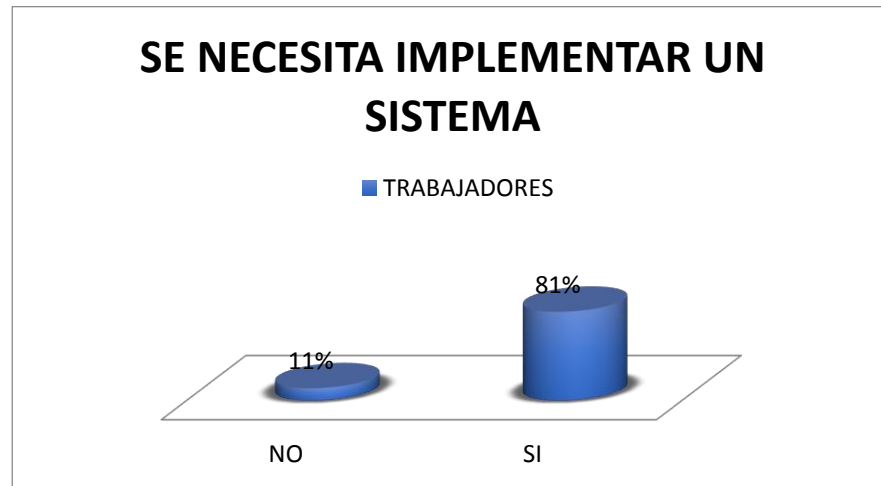 SE NECESITA IMPLEMENTAR UN
SISTEMA
TRABAJADORES
81%
11%
NO
SI